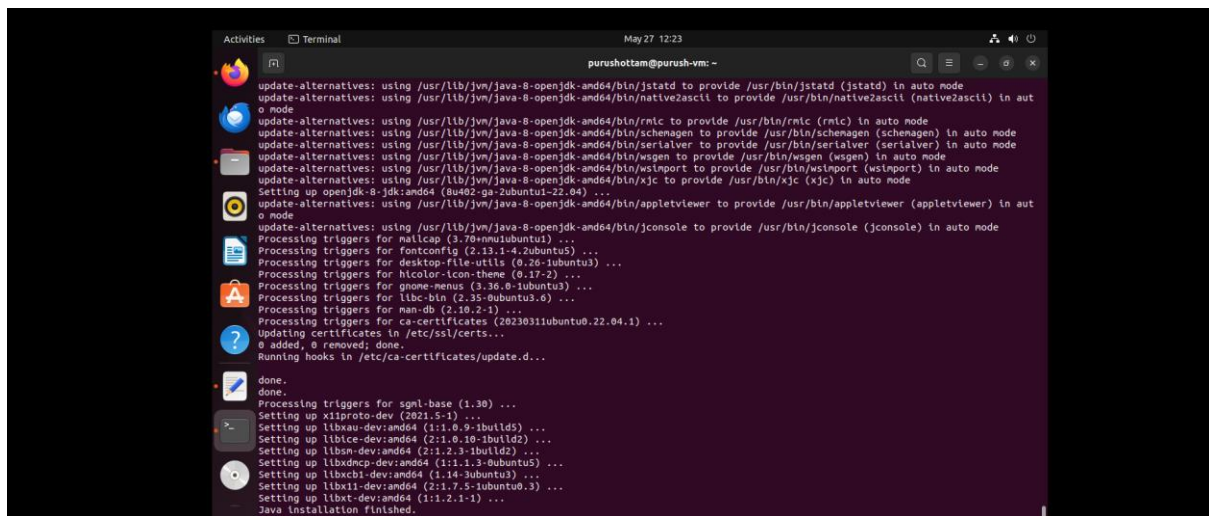 Activities Terminal May 27 12:23
purushottam@purush-vm: ~
update-alternatives: using /usr/lib/jvm/java-8-openjdk-amd64/bin/jstatd to provide /usr/bin/jstatd (jstatd) in auto mode
update-alternatives: using /usr/lib/jvm/java-8-openjdk-amd64/bin/native2ascii to provide /usr/bin/native2ascii (native2ascii) in aut
o mode
update-alternatives: using /usr/lib/jvm/java-8-openjdk-amd64/bin/rmic to provide /usr/bin/rmic (rmic) in auto mode
update-alternatives: using /usr/lib/jvm/java-8-openjdk-amd64/bin/schemagen to provide /usr/bin/schemagen (schemagen) in auto mode
update-alternatives: using /usr/lib/jvm/java-8-openjdk-amd64/bin/serialver to provide /usr/bin/serialver (serialver) in auto mode
update-alternatives: using /usr/lib/jvm/java-8-openjdk-amd64/bin/wsgen to provide /usr/bin/wsgen (wsgen) in auto mode
update-alternatives: using /usr/lib/jvm/java-8-openjdk-amd64/bin/wsimport to provide /usr/bin/wsimport (wsimport) in auto mode
update-alternatives: using /usr/lib/jvm/java-8-openjdk-amd64/bin/xjc to provide /usr/bin/xjc (xjc) in auto mode
Setting up openjdk-8-jdk:amd64 (8u402-ga-2ubuntu1~22.04) ...
update-alternatives: using /usr/lib/jvm/java-8-openjdk-amd64/bin/appletviewer to provide /usr/bin/appletviewer (appletviewer) in aut
o mode
update-alternatives: using /usr/lib/jvm/java-8-openjdk-amd64/bin/jconsole to provide /usr/bin/jconsole (jconsole) in auto mode
Processing triggers for mailcap (3.70+nmu1ubuntu1) ...
Processing triggers for fontconfig (2.13.1-4.2ubuntu5) ...
Processing triggers for desktop-file-utils (0.26-1ubuntu3) ...
Processing triggers for hicolor-icon-theme (0.17-2) ...
Processing triggers for gnome-menus (3.36.0-1ubuntu3) ...
Processing triggers for libc-bin (2.35-0ubuntu3.6) ...
Processing triggers for man-db (2.10.2-1) ...
Processing triggers for ca-certificates (20230311ubuntu0.22.04.1) ...
Updating certificates in /etc/ssl/certs...
0 added, 0 removed; done.
Running hooks in /etc/ca-certificates/update.d...
done.
done.
Processing triggers for sgml-base (1.30) ...
Setting up x11proto-dev (2021.5-1) ...
Setting up libxau-dev:amd64 (1:1.0.9-1build5) ...
Setting up libice-dev:amd64 (2:1.0.10-1build2) ...
Setting up libsm-dev:amd64 (2:1.2.3-1build2) ...
Setting up libxdmcp-dev:amd64 (1:1.1.3-0ubuntu5) ...
Setting up libxcb1-dev:amd64 (1.14-3ubuntu3) ...
Setting up libx11-dev:amd64 (2:1.7.5-1ubuntu0.3) ...
Setting up libxt-dev:amd64 (1:1.2.1-1) ...
Java installation finished.